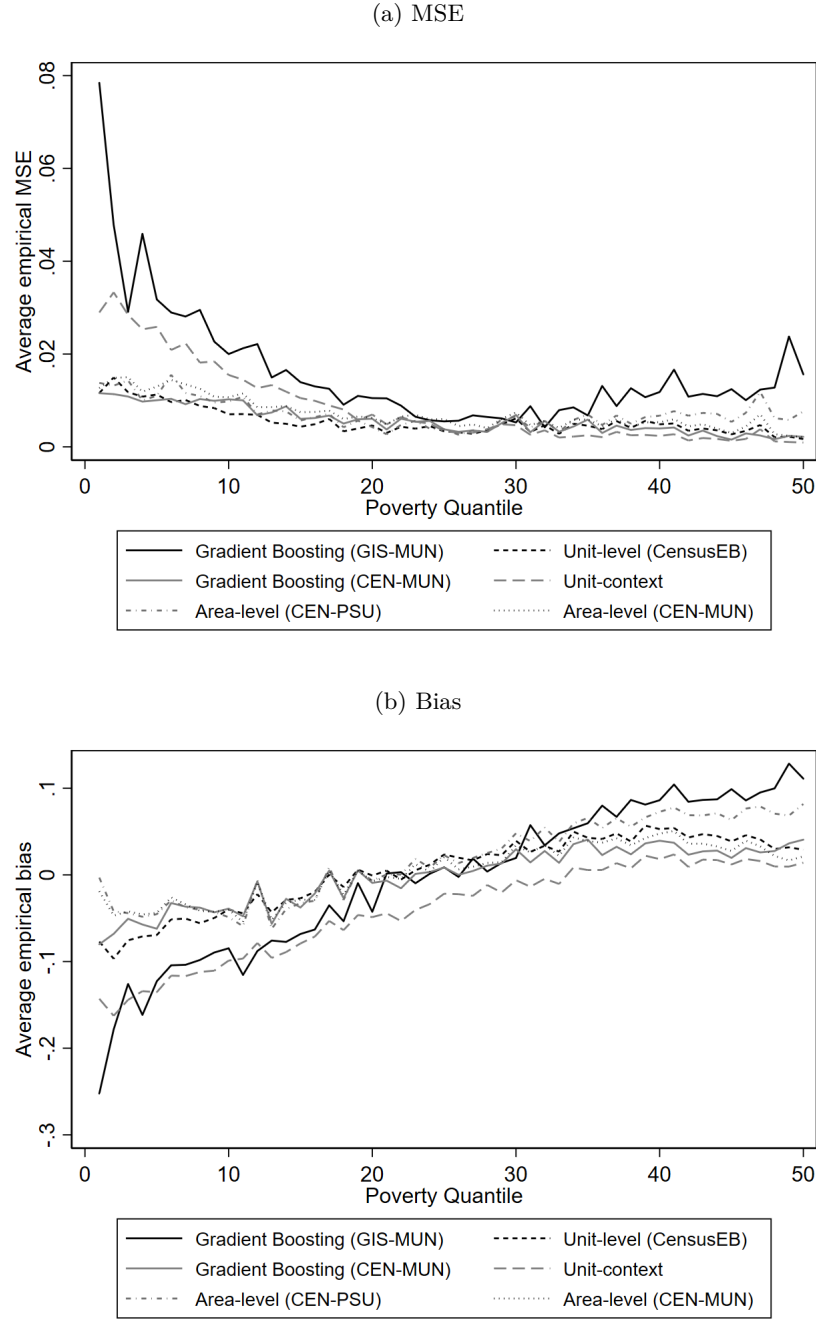 (a) MSE
Average empirical MSE
.08
.06
.04
.02
0
0 10 20 30 40 50
Poverty Quantile
Gradient Boosting (GIS-MUN) Unit-level (CensusEB)
Gradient Boosting (CEN-MUN) Unit-context
Area-level (CEN-PSU) Area-level (CEN-MUN)
(b) Bias
Average empirical bias
.1
0
-.1
-.2
-.3
0 10 20 30 40 50
Poverty Quantile
Gradient Boosting (GIS-MUN) Unit-level (CensusEB)
Gradient Boosting (CEN-MUN) Unit-context
Area-level (CEN-PSU) Area-level (CEN-MUN)